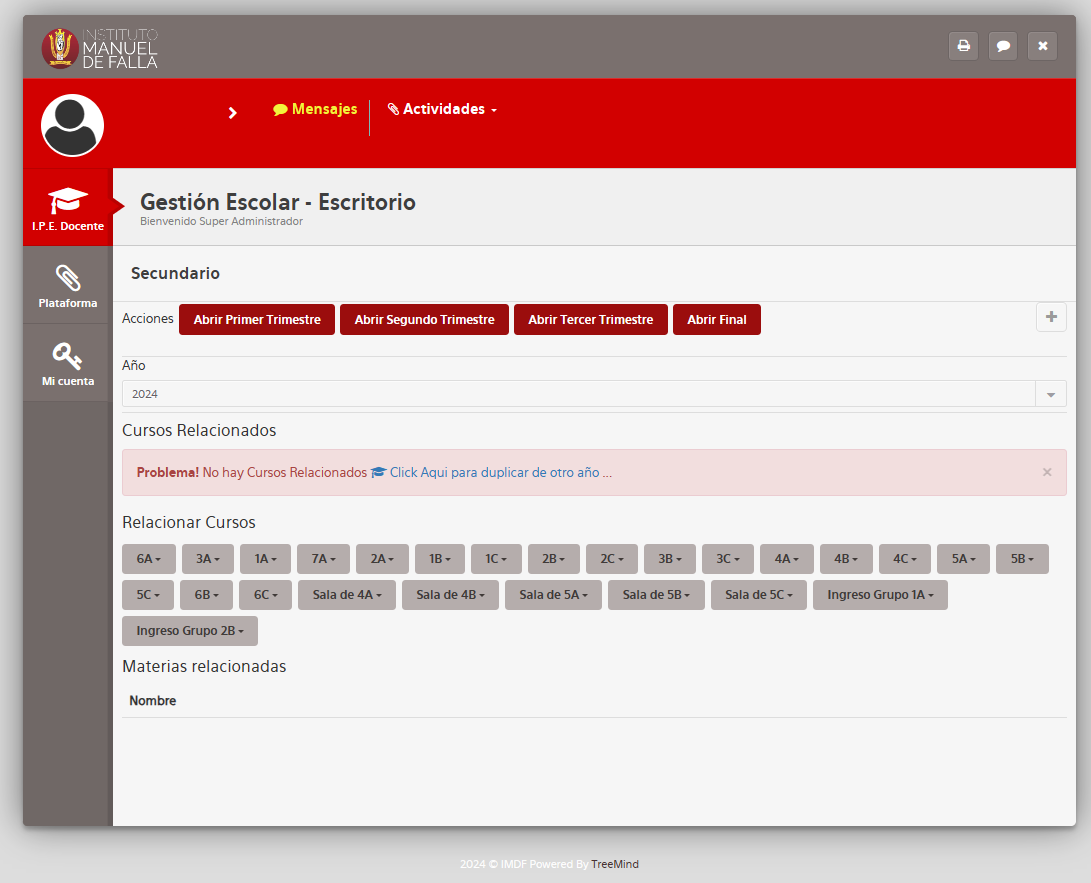 INSTITUTO
MANUEL
DE FALLA
Mensajes
Actividades
I.P.E. Docente
Gestión Escolar - Escritorio
Bienvenido Super Administrador
Plataforma
Mi cuenta
Secundario
Acciones Abrir Primer Trimestre Abrir Segundo Trimestre Abrir Tercer Trimestre Abrir Final
Año
2024
Cursos Relacionados
Problema! No hay Cursos Relacionados Click Aqui para duplicar de otro año ...
Relacionar Cursos
6A 3A 1A 7A 2A 1B 1C 2B 2C 3B 3C 4A 4B 4C 5A 5B
5C 6B 6C Sala de 4A Sala de 4B Sala de 5A Sala de 5B Sala de 5C Ingreso Grupo 1A
Ingreso Grupo 2B
Materias relacionadas
Nombre
2024 © IMDF Powered By TreeMind